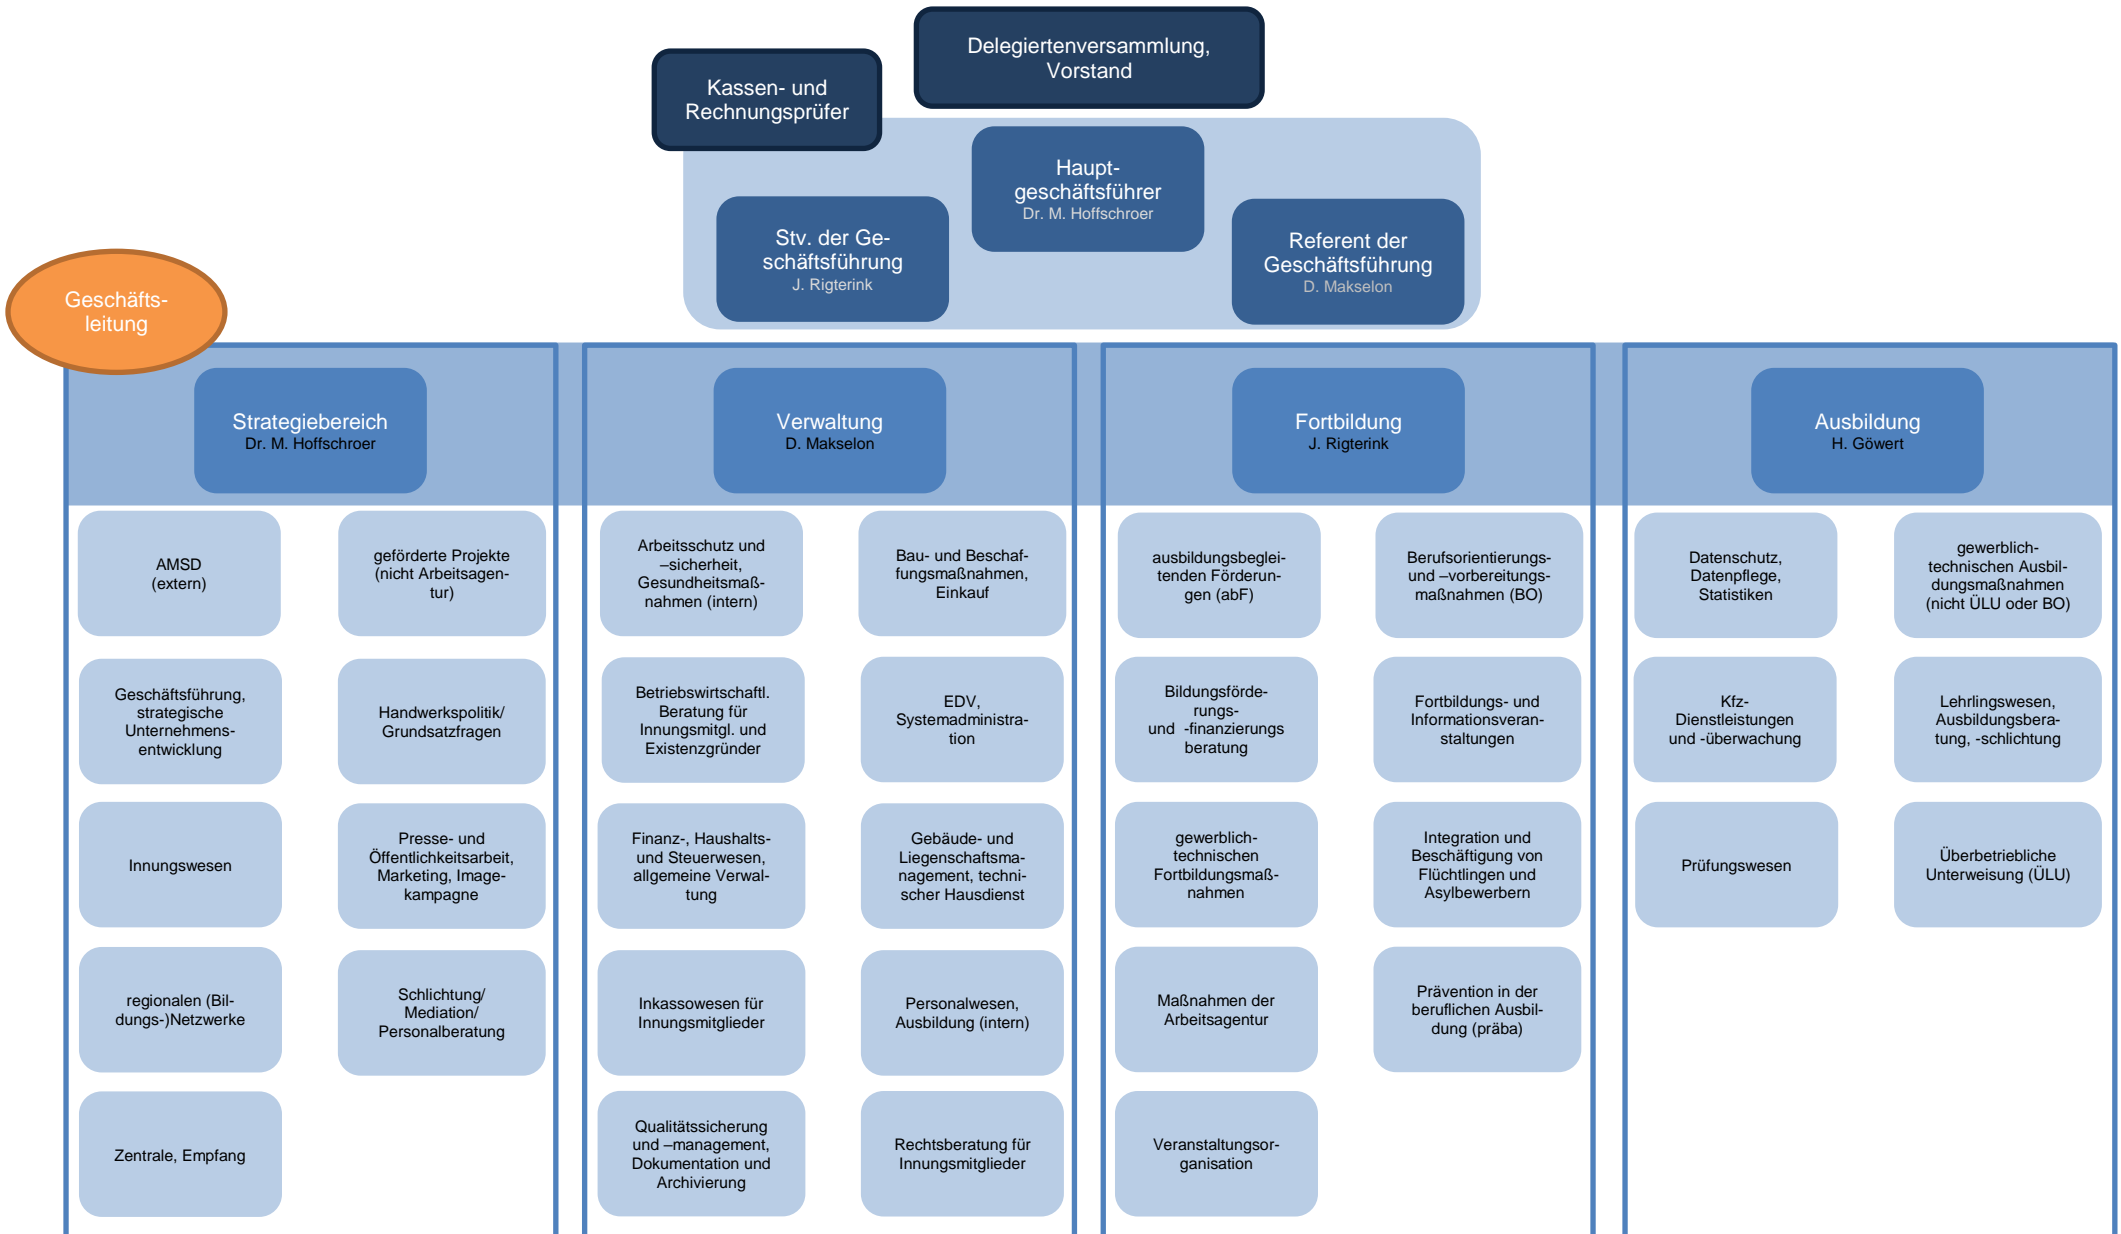 Delegiertenversammlung,
Vorstand
Kassen- und
Rechnungsprüfer
Haupt-
geschäftsführer
Dr. M. Hoffschroer
Stv. der Ge-
schäftsführung
J. Rigterink
Referent der
Geschäftsführung
D. Makselon
Geschäfts-
leitung
Strategiebereich
Dr. M. Hoffschroer
AMSD
(extern)
geförderte Projekte
(nicht Arbeitsagen-
tur)
Geschäftsführung,
strategische
Unternehmens-
entwicklung
Handwerkspolitik/
Grundsatzfragen
Innungswesen
Presse- und
Öffentlichkeitsarbeit,
Marketing, Image-
kampagne
regionalen (Bil-
dungs-)Netzwerke
Schlichtung/
Mediation/
Personalberatung
Zentrale, Empfang
Verwaltung
D. Makselon
Arbeitsschutz und
–sicherheit,
Gesundheitsmaß-
nahmen (intern)
Bau- und Beschaf-
fungsmaßnahmen,
Einkauf
Betriebswirtschaftl.
Beratung für
Innungsmitgl. und
Existenzgründer
EDV,
Systemadministra-
tion
Finanz-, Haushalts-
und Steuerwesen,
allgemeine Verwal-
tung
Gebäude- und
Liegenschaftsma-
nagement, techni-
scher Hausdienst
Inkassowesen für
Innungsmitglieder
Personalwesen,
Ausbildung (intern)
Qualitätssicherung
und –management,
Dokumentation und
Archivierung
Rechtsberatung für
Innungsmitglieder
Fortbildung
J. Rigterink
ausbildungsbeglei-
tenden Förderun-
gen (abF)
Berufsorientierungs-
und –vorbereitungs-
maßnahmen (BO)
Bildungsförde-
rungs-
und -finanzierungs
beratung
Fortbildungs- und
Informationsveran-
staltungen
gewerblich-
technischen
Fortbildungsmaß-
nahmen
Integration und
Beschäftigung von
Flüchtlingen und
Asylbewerbern
Maßnahmen der
Arbeitsagentur
Prävention in der
beruflichen Ausbil-
dung (präba)
Veranstaltungsor-
ganisation
Ausbildung
H. Göwert
Datenschutz,
Datenpflege,
Statistiken
gewerblich-
technischen Ausbil-
dungsmaßnahmen
(nicht ÜLU oder BO)
Kfz-
Dienstleistungen
und -überwachung
Lehrlingswesen,
Ausbildungsbera-
tung, -schlichtung
Prüfungswesen
Überbetriebliche
Unterweisung (ÜLU)